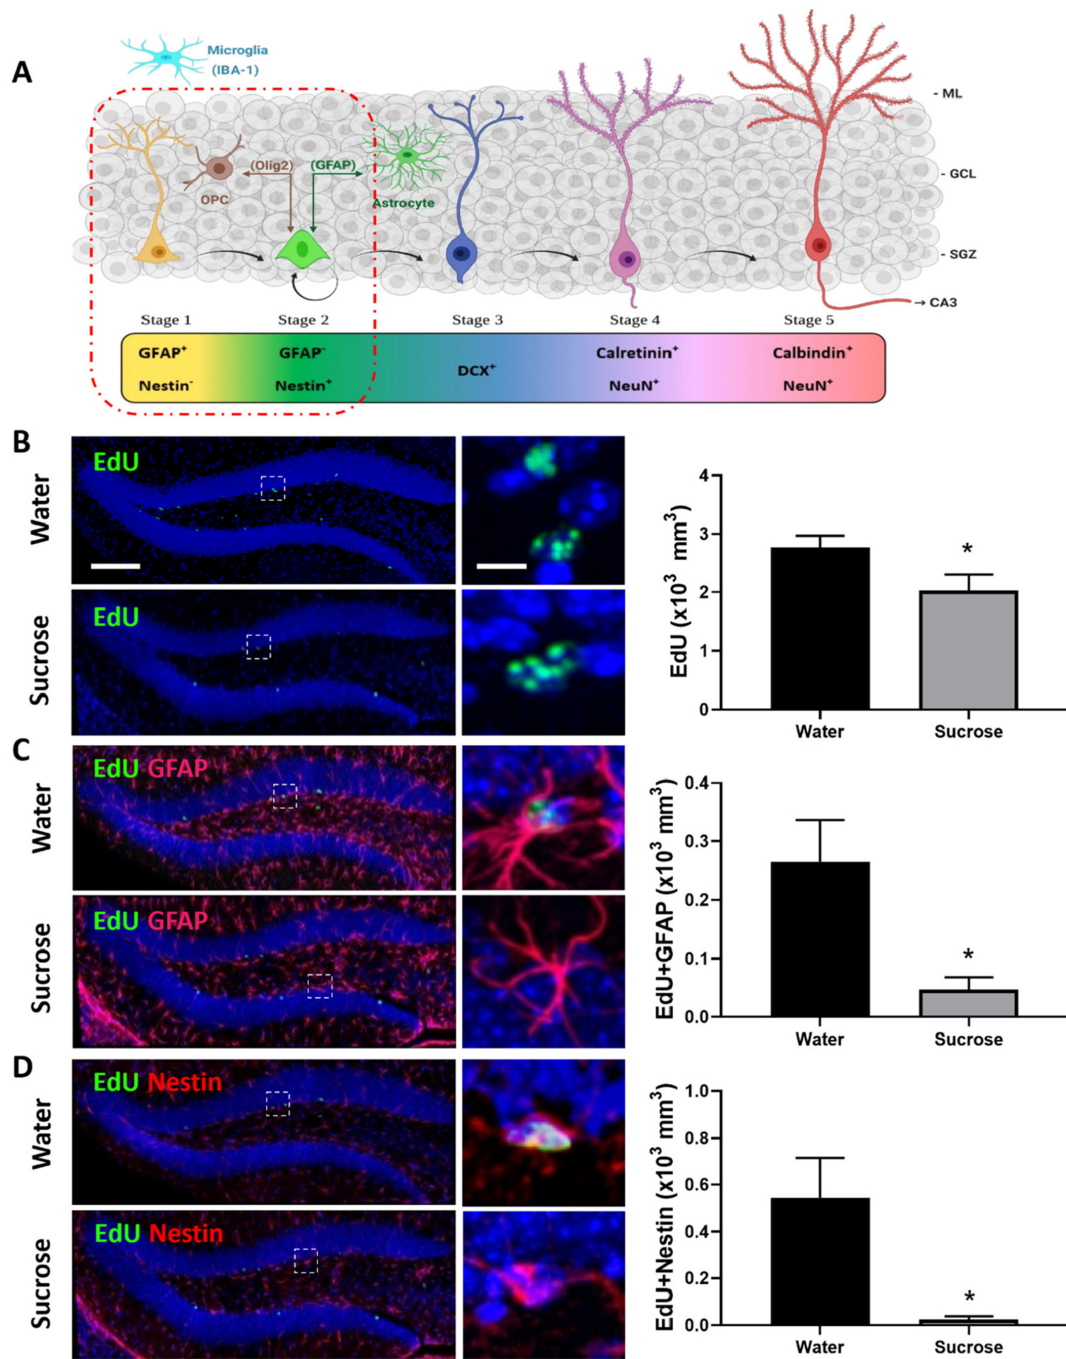 A
Microglia
(IBA-1)
- ML
(Olig2)
(GFAP)
OPC
Astrocyte
- GCL
- SGZ
→ CA3
Stage 1 Stage 2 Stage 3 Stage 4 Stage 5
GFAP⁺ GFAP⁻ DCX⁺ Calretinin⁺ Calbindin⁺
Nestin⁻ Nestin⁺ NeuN⁺ NeuN⁺
B
Water
EdU
Sucrose
EdU
EdU (x10³ mm³)
4
3
2
1
0
Water Sucrose
*
C
Water
EdU GFAP
Sucrose
EdU GFAP
EdU+GFAP (x10³ mm³)
0.4
0.3
0.2
0.1
0.0
Water Sucrose
*
D
Water
EdU Nestin
Sucrose
EdU Nestin
EdU+Nestin (x10³ mm³)
1.0
0.8
0.6
0.4
0.2
0.0
Water Sucrose
*